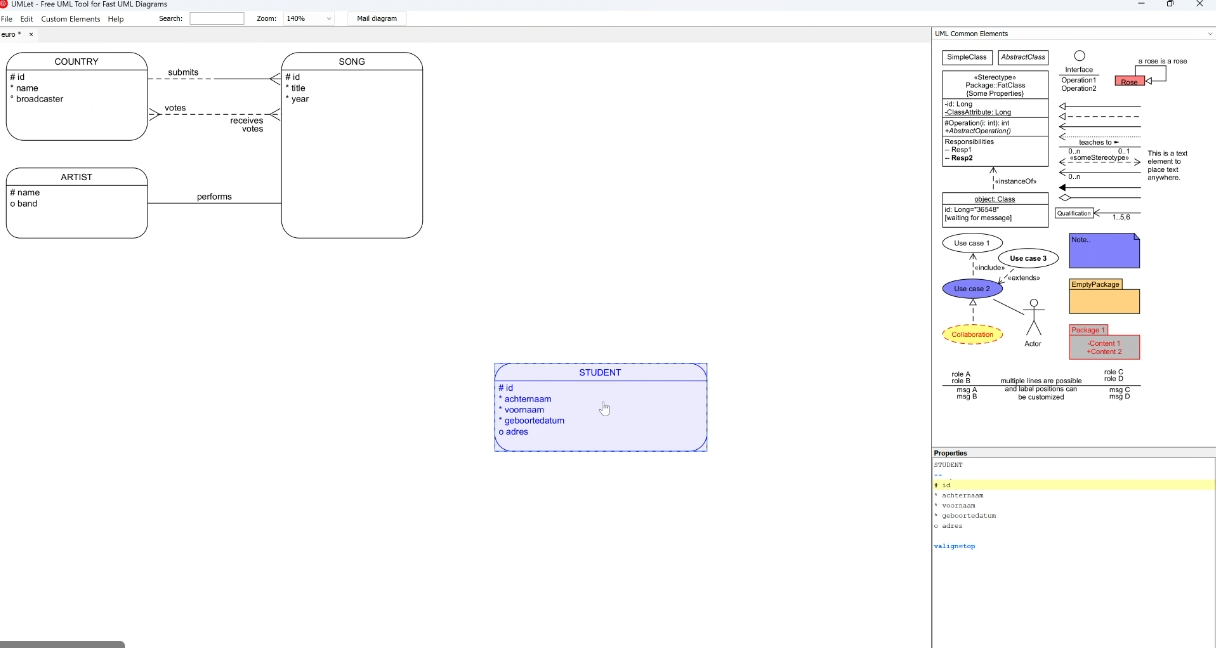 UMLet - Free UML Tool for Fast UML Diagrams
File Edit Custom Elements Help Search: Zoom: 140% Mail diagram
euro *
COUNTRY
# id
* name
* broadcaster
submits
votes
receives
votes
SONG
# id
* title
* year
ARTIST
# name
o band
performs
STUDENT
# id
* achternaam
* voornaam
* geboortedatum
o adres
UML Common Elements
SimpleClass
AbstractClass
Interface
Operation1
Operation2
a rose is a rose
Rose
«Stereotype»
Package::FatClass
{Some Properties}
-id: Long
-ClassAttribute: Long
#Operation(i: int): int
+AbstractOperation()
Responsibilities
-- Resp1
-- Resp2
teaches to
0..n 0..1
«someStereotype»
0..n
This is a text
element to
place text
anywhere.
«instanceOf»
object: Class
id: Long="36548"
[waiting for message]
Qualification
1..5,6
Use case 1
Use case 3
«include»
«extends»
Use case 2
Collaboration
Actor
Note..
EmptyPackage
Package 1
-Content 1
+Content 2
role A
role B
msg A
msg B
multiple lines are possible
and label positions can
be customized
role C
role D
msg C
msg D
Properties
STUDENT
--
# id
* achternaam
* voornaam
* geboortedatum
o adres
valign=top